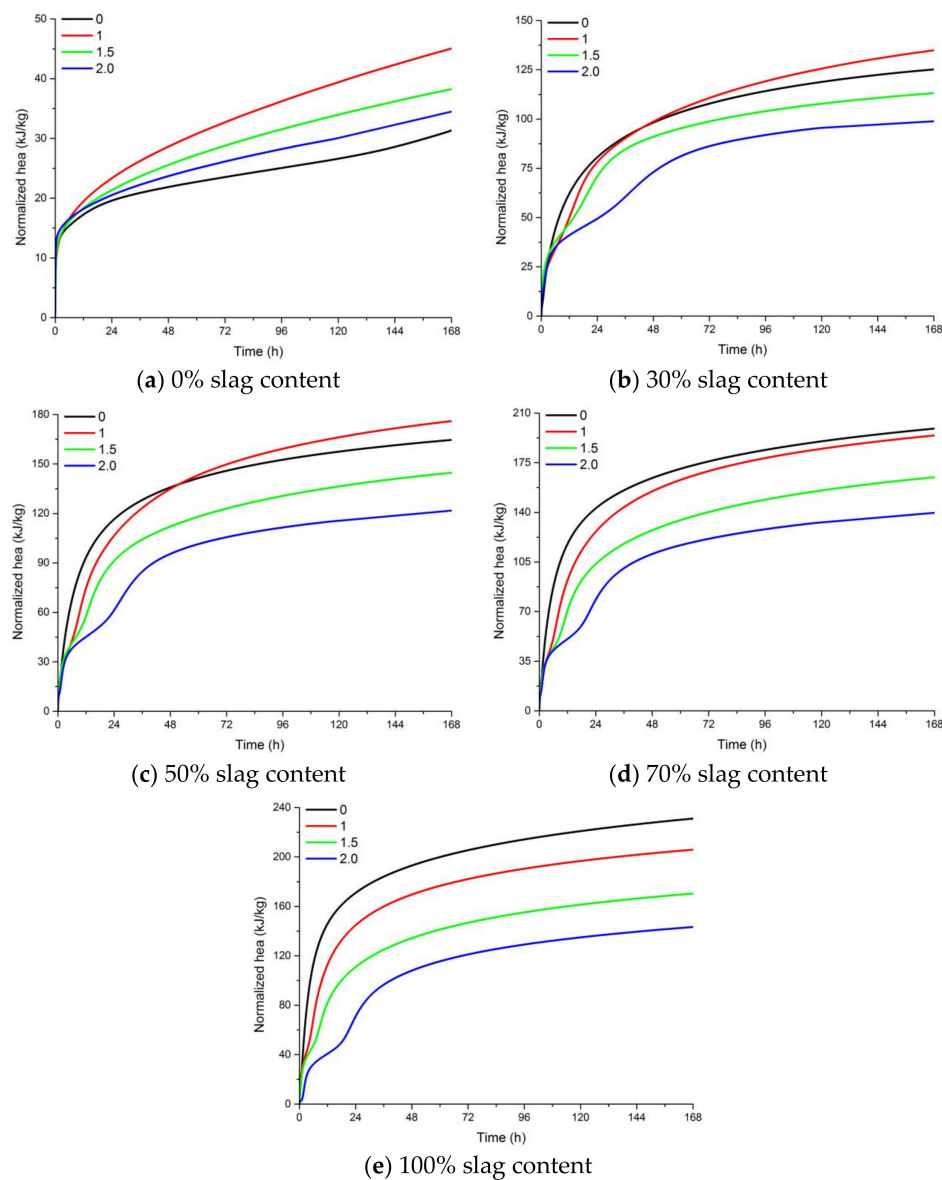 50
40
30
20
10
0
0
1
1.5
2.0
Normalized hea (kJ/kg)
0 24 48 72 96 120 144 168
Time (h)
(a) 0% slag content
150
125
100
75
50
25
0
0
1
1.5
2.0
Normalized hea (kJ/kg)
0 24 48 72 96 120 144 168
Time (h)
(b) 30% slag content
180
150
120
90
60
30
0
0
1
1.5
2.0
Normalized hea (kJ/kg)
0 24 48 72 96 120 144 168
Time (h)
(c) 50% slag content
210
175
140
105
70
35
0
0
1
1.5
2.0
Normalized hea (kJ/kg)
0 24 48 72 96 120 144 168
Time (h)
(d) 70% slag content
240
200
160
120
80
40
0
0
1
1.5
2.0
Normalized hea (kJ/kg)
0 24 48 72 96 120 144 168
Time (h)
(e) 100% slag content